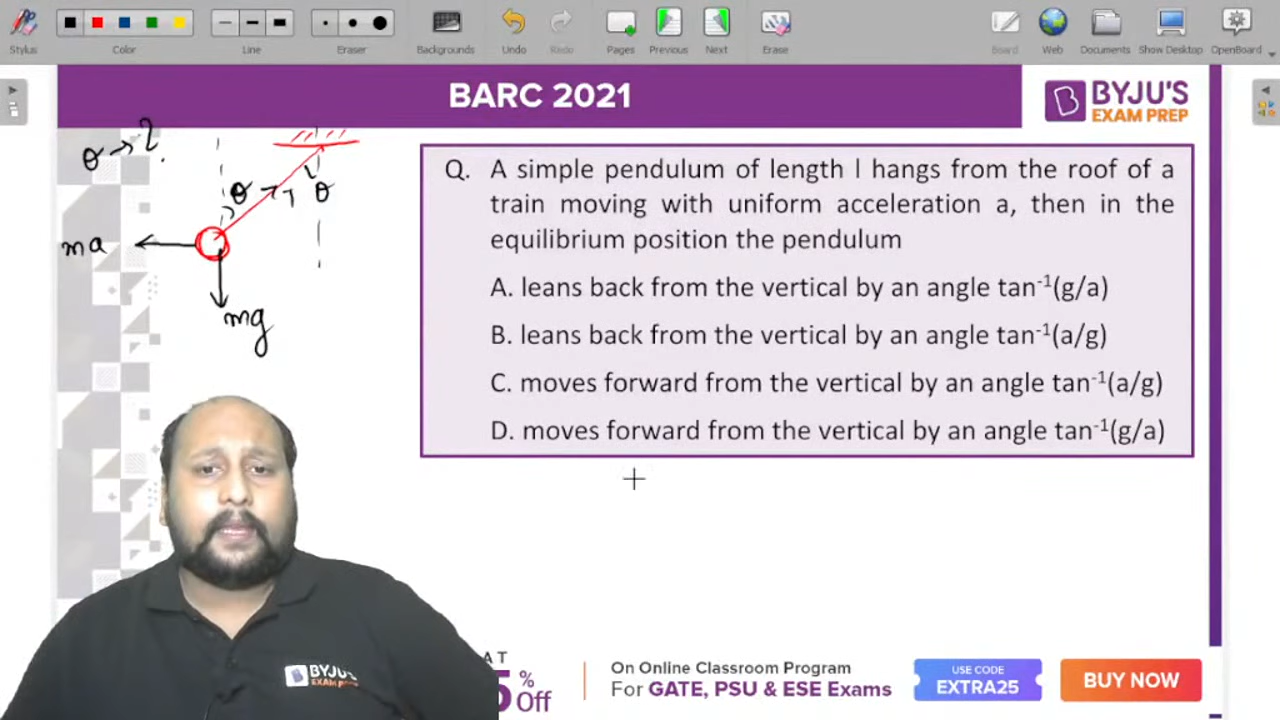 Stylus
Color
Line
Eraser
Backgrounds
Undo
Redo
Pages
Previous
Next
Erase
Board
Web
Documents
Show Desktop
OpenBoard
BARC 2021
BYJU'S
EXAM PREP
θ → ?
θ
T
θ
ma
mg
Q. A simple pendulum of length l hangs from the roof of a
train moving with uniform acceleration a, then in the
equilibrium position the pendulum
A. leans back from the vertical by an angle tan⁻¹(g/a)
B. leans back from the vertical by an angle tan⁻¹(a/g)
C. moves forward from the vertical by an angle tan⁻¹(a/g)
D. moves forward from the vertical by an angle tan⁻¹(g/a)
BYJU'S
EXAM PREP
AT
5% Off
On Online Classroom Program
For GATE, PSU & ESE Exams
USE CODE
EXTRA25
BUY NOW